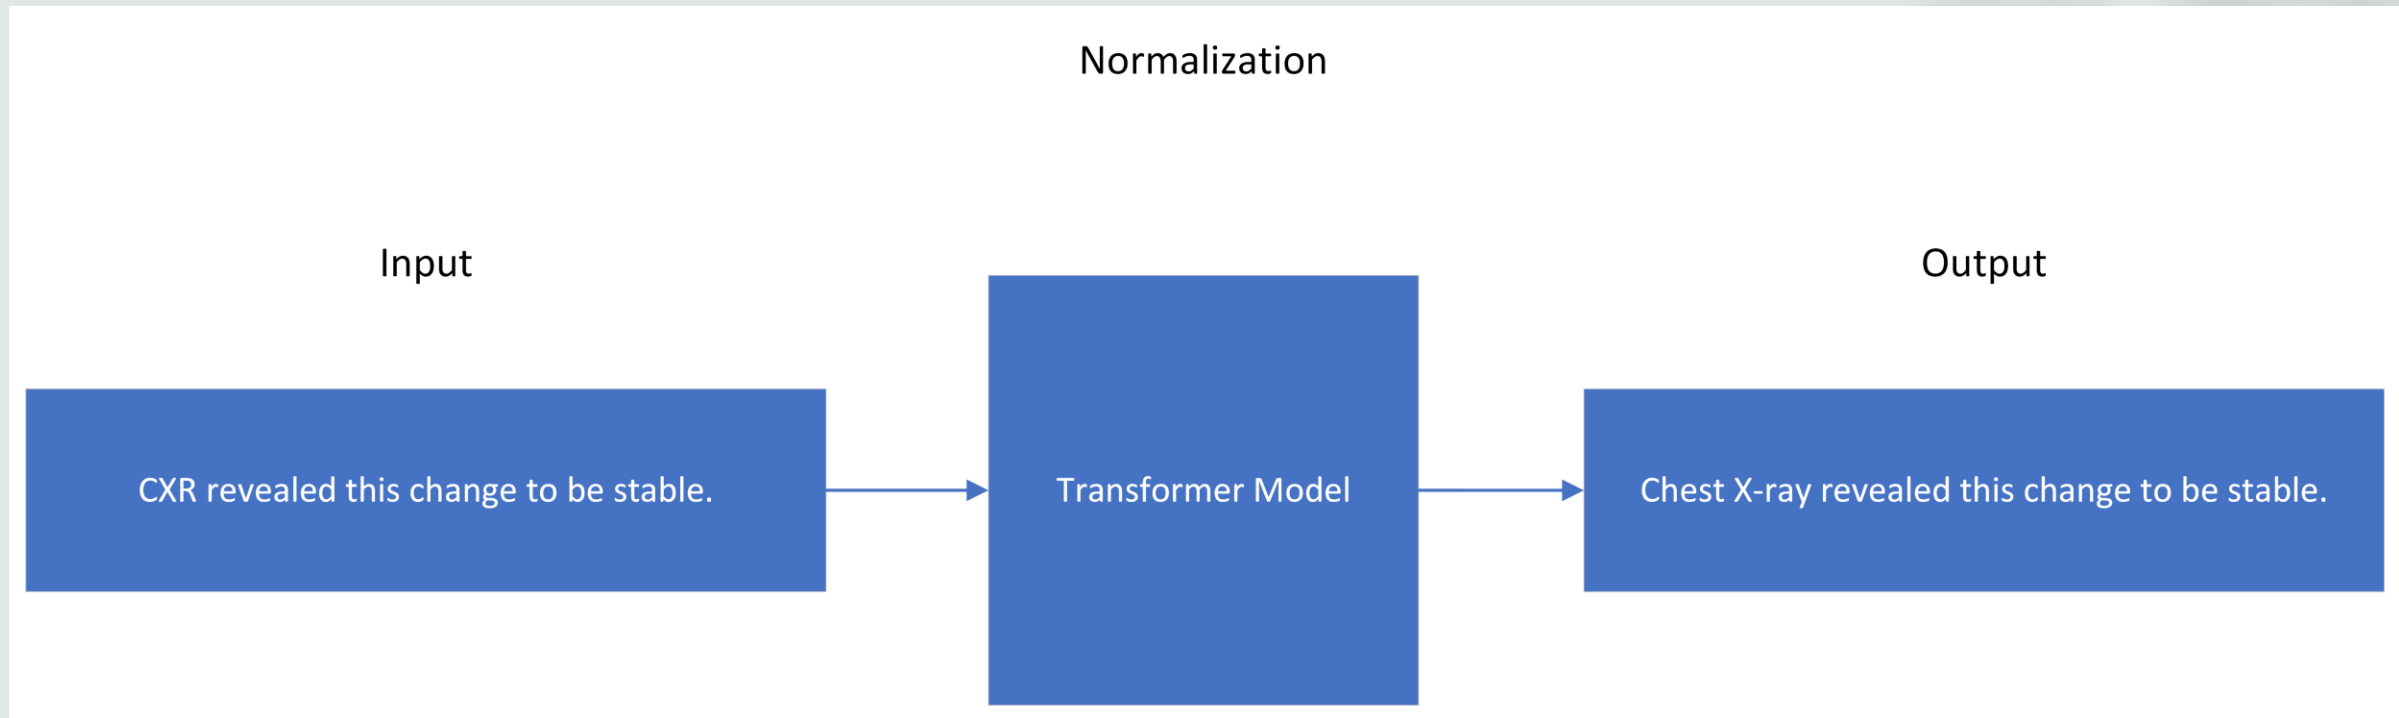 Normalization
Input
Output
CXR revealed this change to be stable.
Transformer Model
Chest X-ray revealed this change to be stable.